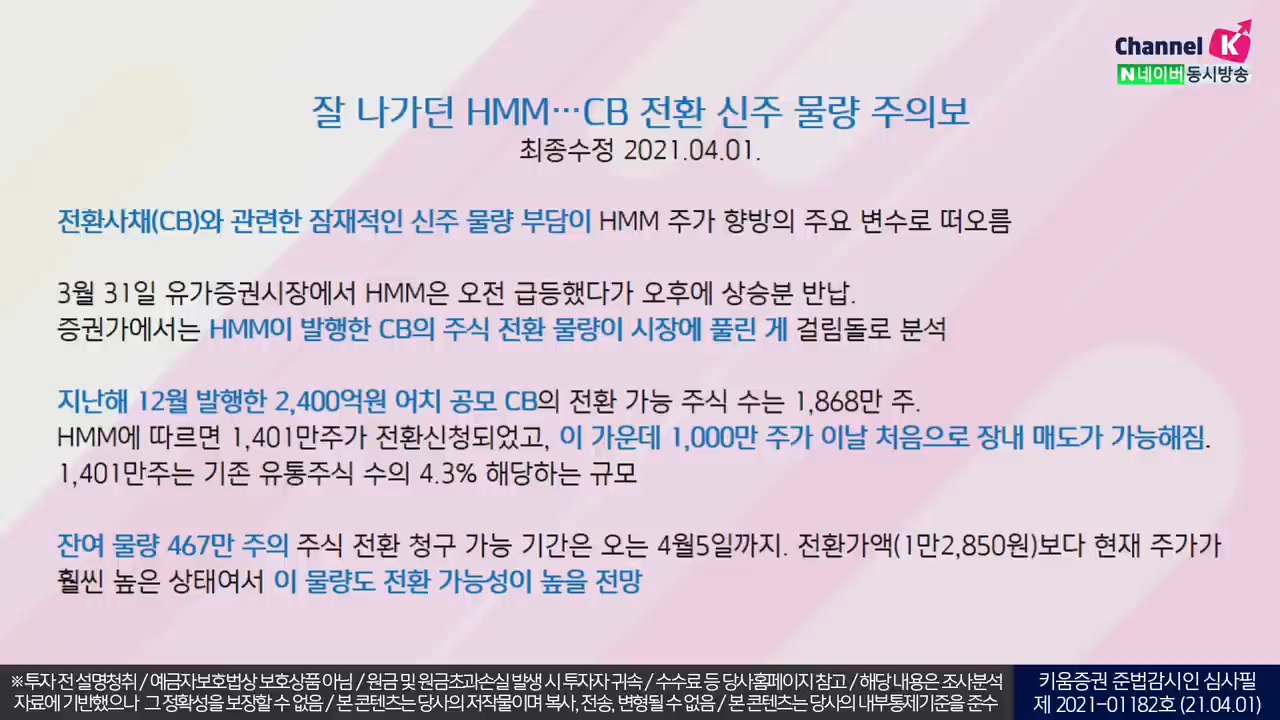 Channel K
N 네이버 동시방송
잘 나가던 HMM…CB 전환 신주 물량 주의보
최종수정 2021.04.01.
전환사채(CB)와 관련한 잠재적인 신주 물량 부담이 HMM 주가 향방의 주요 변수로 떠오름
3월 31일 유가증권시장에서 HMM은 오전 급등했다가 오후에 상승분 반납.
증권가에서는 HMM이 발행한 CB의 주식 전환 물량이 시장에 풀린 게 걸림돌로 분석
지난해 12월 발행한 2,400억원 어치 공모 CB의 전환 가능 주식 수는 1,868만 주.
HMM에 따르면 1,401만주가 전환신청되었고, 이 가운데 1,000만 주가 이날 처음으로 장내 매도가 가능해짐.
1,401만주는 기존 유통주식 수의 4.3% 해당하는 규모
잔여 물량 467만 주의 주식 전환 청구 가능 기간은 오는 4월5일까지. 전환가액(1만2,850원)보다 현재 주가가
훨씬 높은 상태여서 이 물량도 전환 가능성이 높을 전망
※투자 전 설명청취 / 예금자보호법상 보호상품 아님 / 원금 및 원금초과손실 발생 시 투자자 귀속 / 수수료 등 당사홈페이지 참고 / 해당 내용은 조사분석
자료에 기반했으나 그 정확성을 보장할 수 없음 / 본 콘텐츠는 당사의 저작물이며 복사, 전송, 변형될 수 없음 / 본 콘텐츠는 당사의 내부통제기준을 준수
키움증권 준법감시인 심사필
제 2021-01182호 (21.04.01)